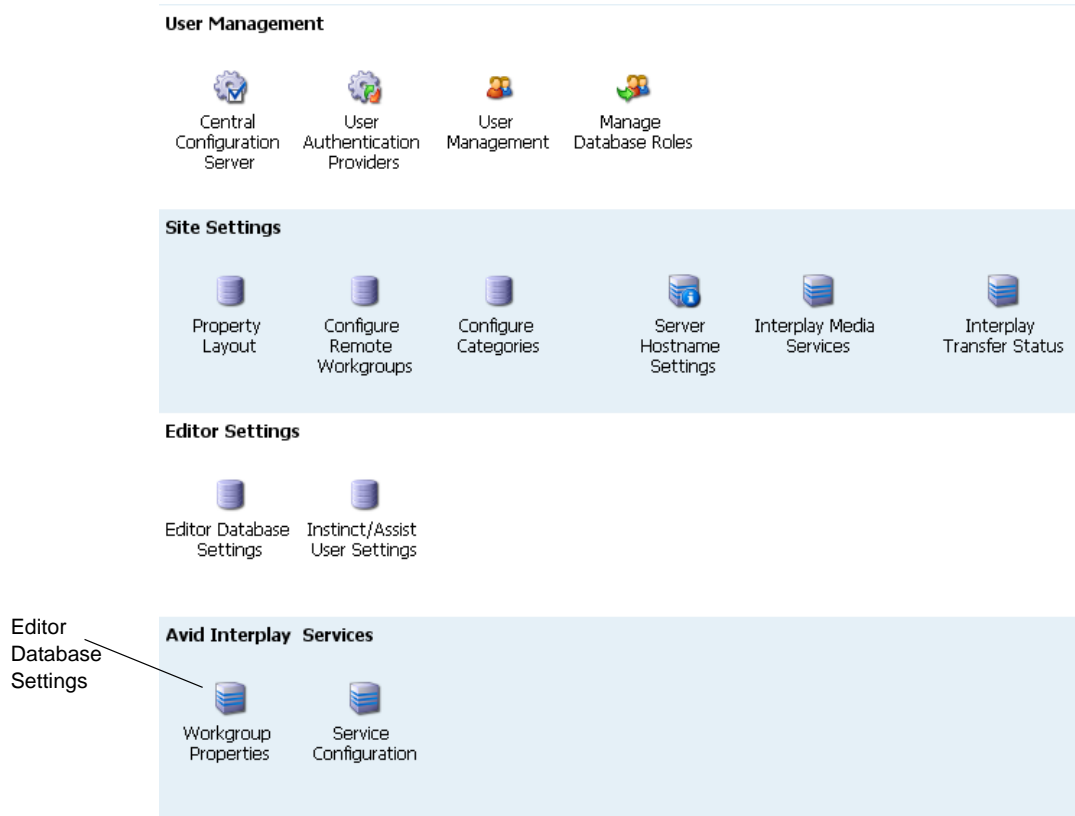 User Management
Central
Configuration
Server
User
Authentication
Providers
User
Management
Manage
Database Roles
Site Settings
Property
Layout
Configure
Remote
Workgroups
Configure
Categories
Server
Hostname
Settings
Interplay Media
Services
Interplay
Transfer Status
Editor Settings
Editor Database
Settings
Instinct/Assist
User Settings
Editor
Database
Settings
Avid Interplay Services
Workgroup
Properties
Service
Configuration